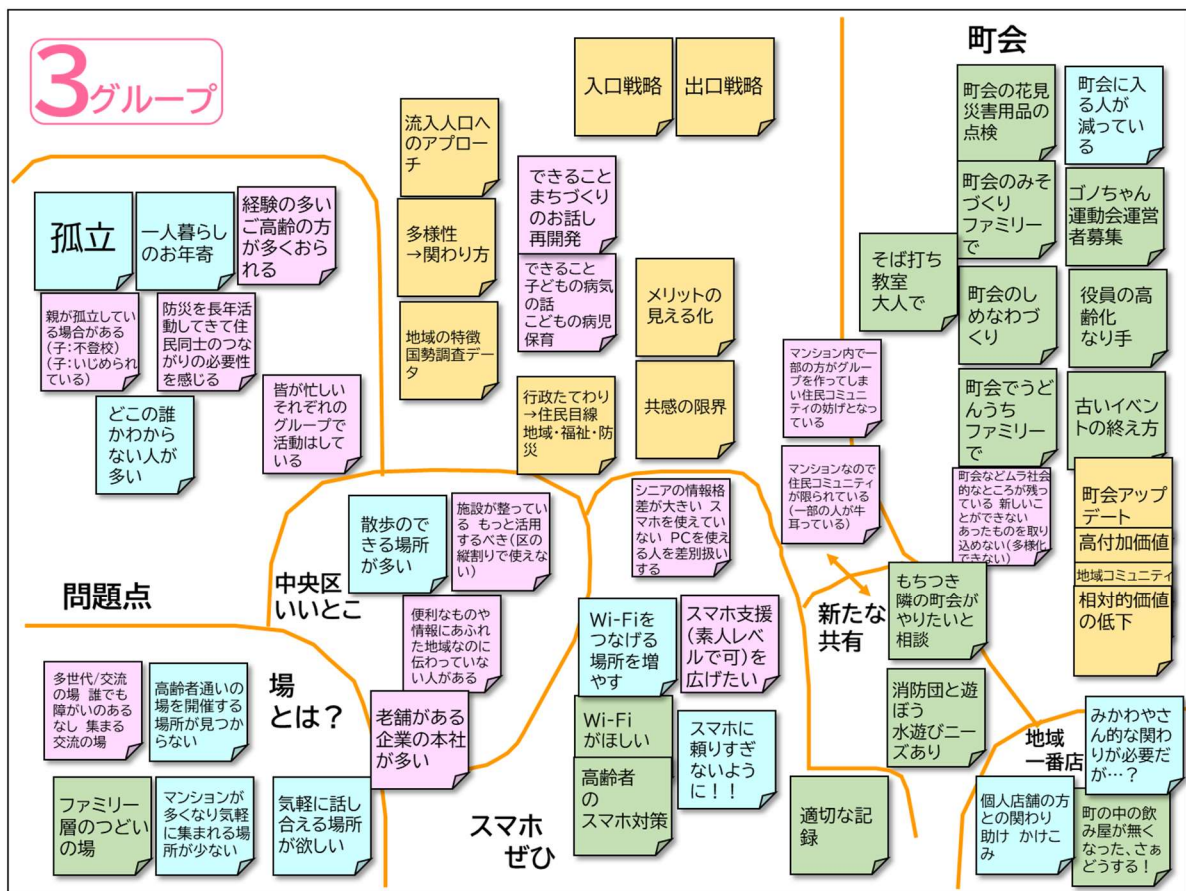 3グループ
入口戦略
出口戦略
流入人口へ
のアプロー
チ
多様性
→関わり方
地域の特徴
国勢調査デー
タ
できること
まちづくり
のお話し
再開発
できること
子どもの病気
の話
こどもの病児
保育
行政たてわり
→住民目線
地域・福祉・防
災
メリットの
見える化
共感の限界
孤立
一人暮らし
のお年寄
経験の多い
ご高齢の方
が多くおら
れる
親が孤立してい
る場合がある
(子:不登校)
(子:いじめられ
ている)
防災を長年活
動してきて住
民同士のつな
がりの必要性
を感じる
どこの誰
かわから
ない人が
多い
皆が忙しい
それぞれの
グループで
活動はして
いる
問題点
中央区
いいとこ
散歩ので
きる場所
が多い
施設が整ってい
る もっと活用
するべき(区の
縦割りで使えな
い)
便利なものや
情報にあふれ
た地域なのに
伝わっていな
い人がある
老舗がある
企業の本社
が多い
場
とは?
多世代/交流
の場 誰でも
障がいのある
なし 集まる
交流の場
高齢者通いの
場を開催する
場所が見つか
らない
ファミリー
層のつどい
の場
マンションが
多くなり気軽
に集まれる場
所が少ない
気軽に話し
合える場所
が欲しい
スマホ
ぜひ
シニアの情報格
差が大きい ス
マホを使えてい
ない PCを使え
る人を差別扱い
する
Wi-Fiを
つなげる
場所を増
やす
スマホ支援
(素人レベ
ルで可)を
広げたい
Wi-Fi
がほしい
スマホに
頼りすぎ
ないよう
に!!
高齢者
の
スマホ対策
町会
町会の花見
災害用品の
点検
町会に入
る人が
減ってい
る
町会のみそ
づくり
ファミリー
で
ゴノちゃん
運動会運営
者募集
そば打ち
教室
大人で
町会のし
めなわづ
くり
役員の高
齢化
なり手
町会でうど
んうち
ファミリー
で
古いイベン
トの終え方
町会などムラ社会
的なところが残っ
ている 新しいこ
とができない
あったものを取り
込めない(多様化
できない)
町会アップ
デート
高付加価値
地域コミュニティ
相対的価値
の低下
マンション内で一
部の方がグループ
を作ってしま
い住民コミュニ
ティの妨げとなっ
ている
マンションなので
住民コミュニティ
が限られている
(一部の人が牛
耳っている)
新たな
共有
もちつき
隣の町会が
やりたいと
相談
消防団と遊
ぼう
水遊びニー
ズあり
適切な記
録
地域
一番店
みかわやさ
ん的な関わ
りが必要だ
が…?
個人店舗の方
との関わり
助け かけこ
み
町の中の飲
み屋が無く
なった、さぁ
どうする!